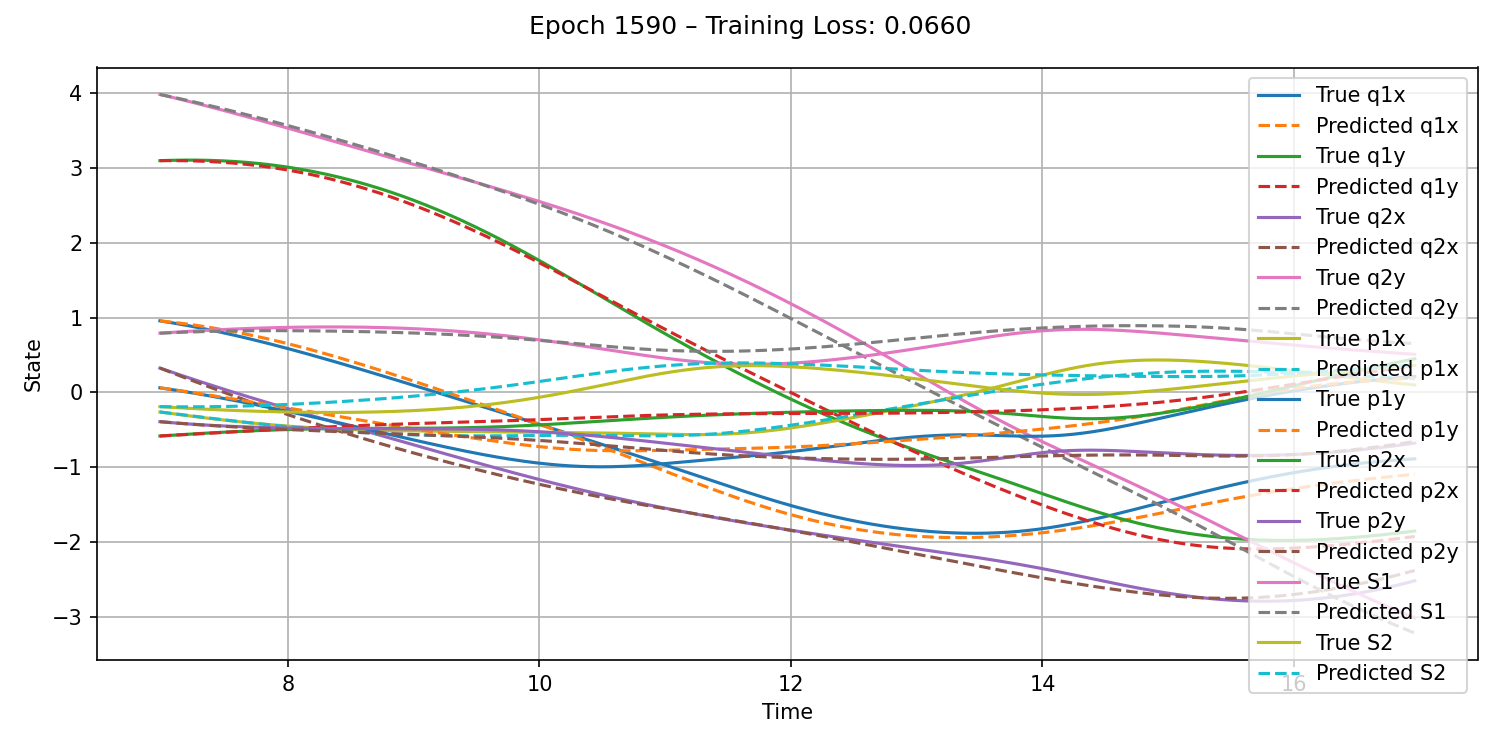 Epoch 1590 – Training Loss: 0.0660
State
4
3
2
1
0
−1
−2
−3
8
10
12
14
16
Time
True q1x
Predicted q1x
True q1y
Predicted q1y
True q2x
Predicted q2x
True q2y
Predicted q2y
True p1x
Predicted p1x
True p1y
Predicted p1y
True p2x
Predicted p2x
True p2y
Predicted p2y
True S1
Predicted S1
True S2
Predicted S2